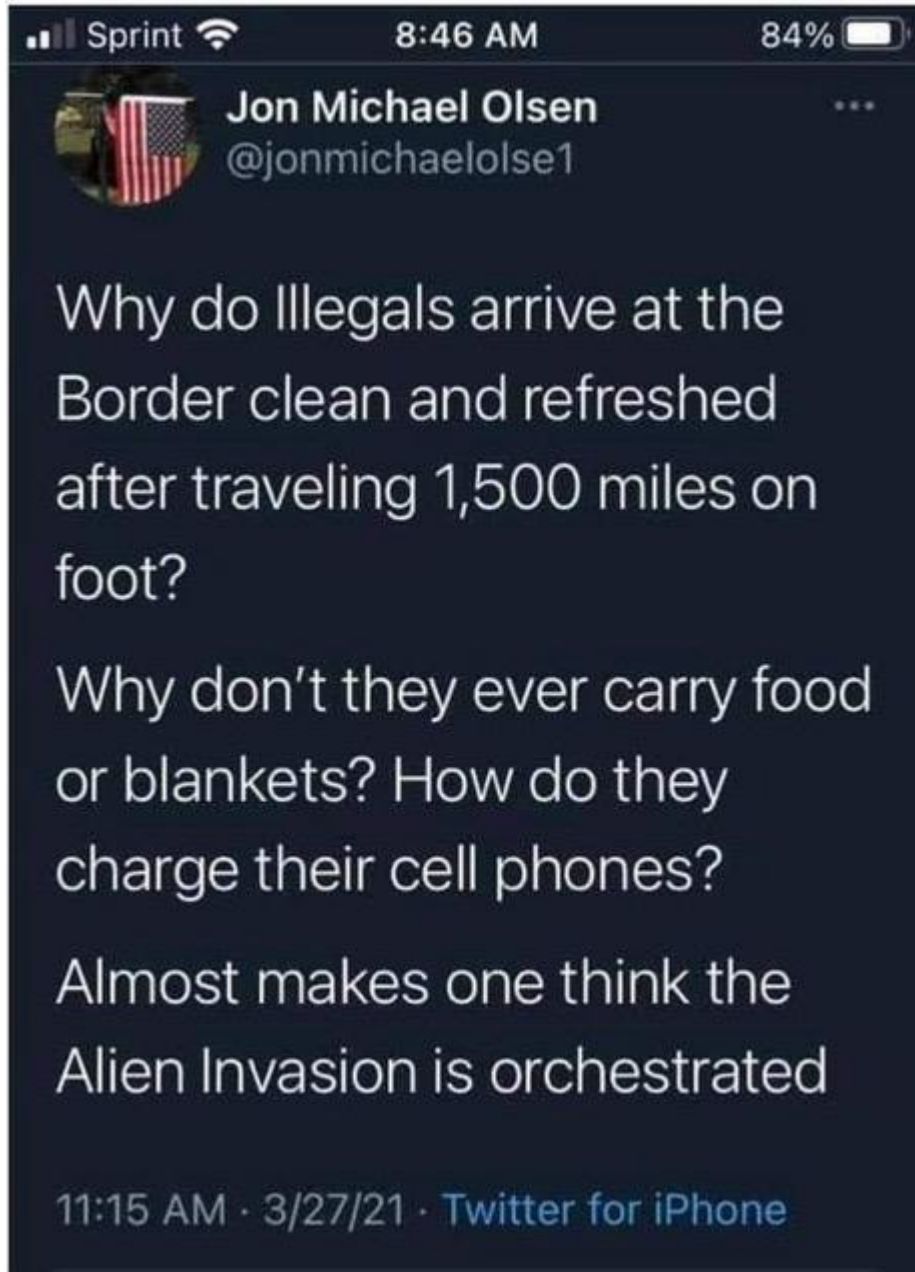 Sprint 8:46 AM 84%
Jon Michael Olsen
@jonmichaelolse1
Why do Illegals arrive at the
Border clean and refreshed
after traveling 1,500 miles on
foot?
Why don't they ever carry food
or blankets? How do they
charge their cell phones?
Almost makes one think the
Alien Invasion is orchestrated
11:15 AM · 3/27/21 · Twitter for iPhone